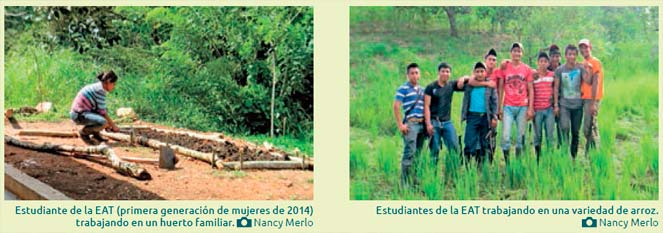 Estudiante de la EAT (primera generación de mujeres de 2014)
trabajando en un huerto familiar. Nancy Merlo
Estudiantes de la EAT trabajando en una variedad de arroz.
Nancy Merlo